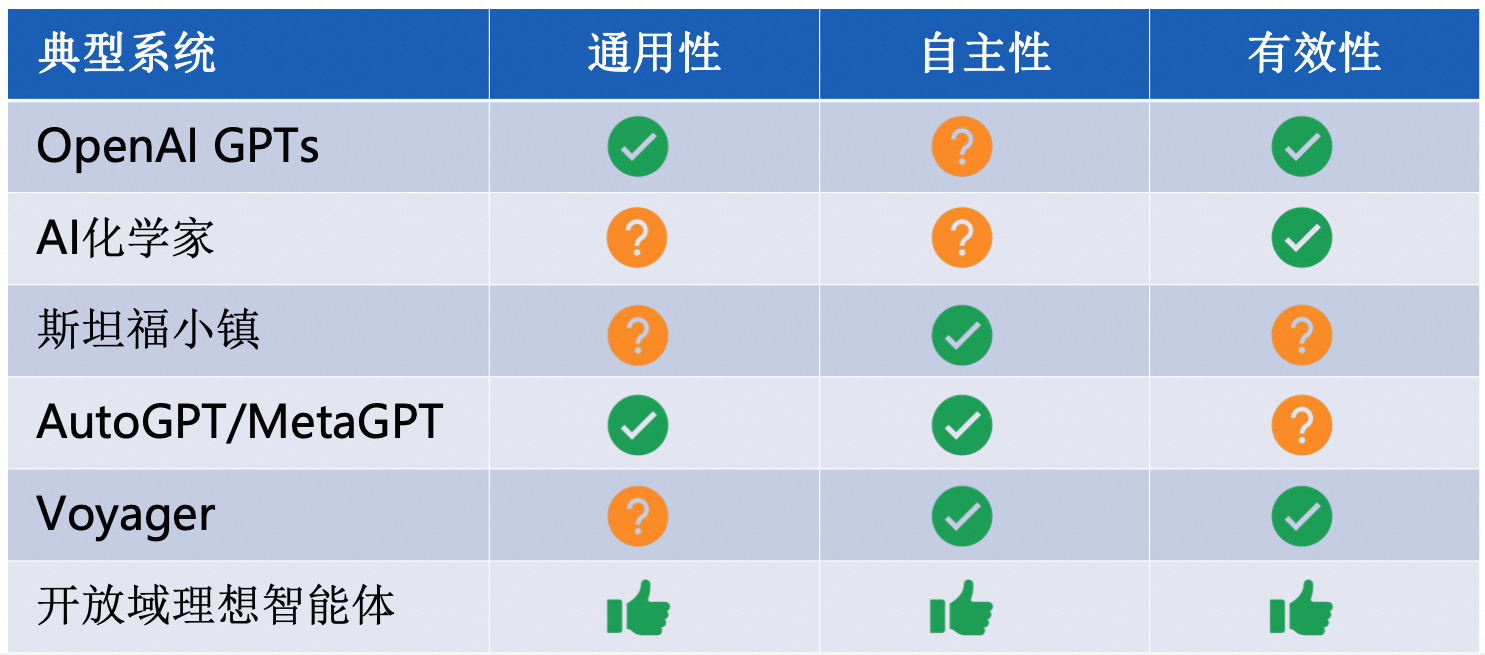 典型系统 通用性 自主性 有效性
OpenAI GPTs ? 
AI化学家 ? ?
斯坦福小镇 ? ?
AutoGPT/MetaGPT ?
Voyager ?
开放域理想智能体